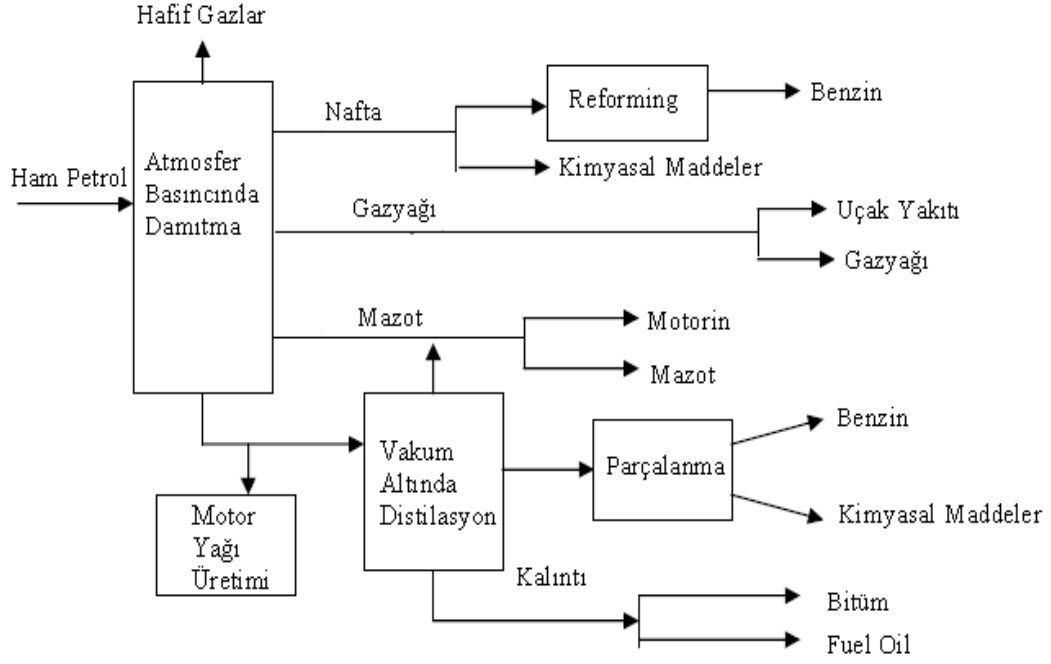 Hafif Gazlar
Nafta
Reforming
Benzin
Kimyasal Maddeler
Ham Petrol
Atmosfer
Basıncında
Damıtma
Gazyağı
Uçak Yakıtı
Gazyağı
Mazot
Motorin
Mazot
Vakum
Altında
Distilasyon
Parçalanma
Benzin
Kimyasal Maddeler
Motor
Yağı
Üretimi
Kalıntı
Bitüm
Fuel Oil